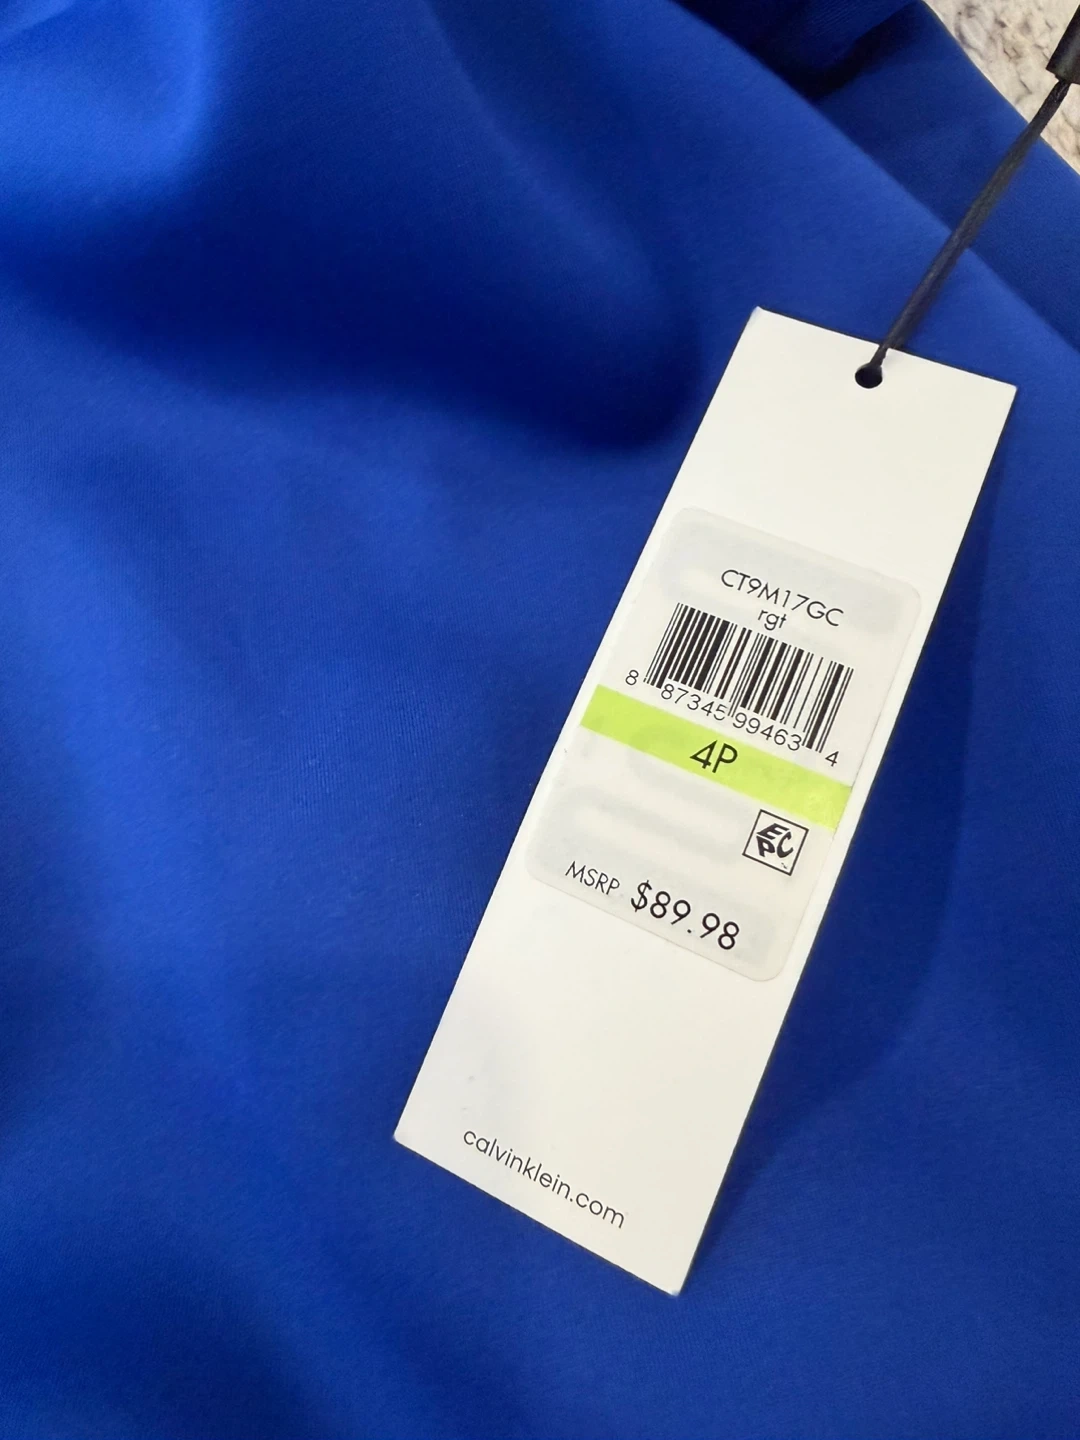 CT9M17GC
rgt
8 87345 99463 4
4P
EPC
MSRP $89.98
calvinklein.com